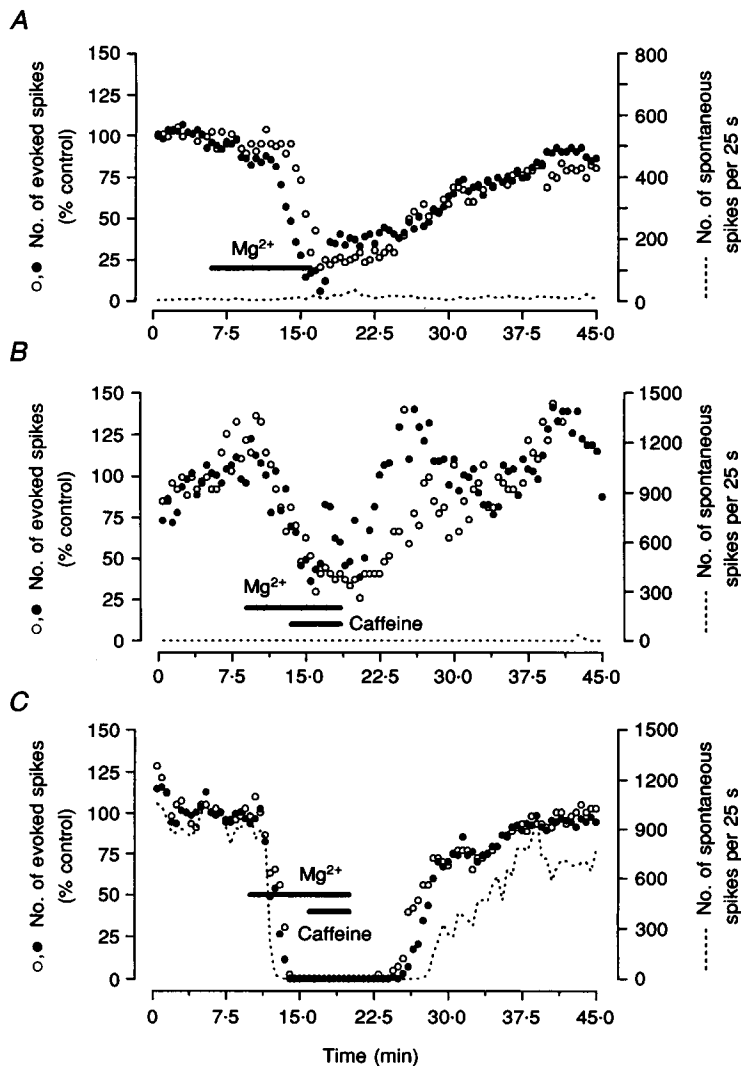 A
150
125
100
75
50
25
0
○,● No. of evoked spikes
(% control)
Mg2+
800
600
400
200
0
No. of spontaneous
spikes per 25 s
0
7·5
15·0
22·5
30·0
37·5
45·0
B
150
125
100
75
50
25
0
○,● No. of evoked spikes
(% control)
Mg2+
Caffeine
1500
1200
900
600
300
0
No. of spontaneous
spikes per 25 s
0
7·5
15·0
22·5
30·0
37·5
45·0
C
150
125
100
75
50
25
0
○,● No. of evoked spikes
(% control)
Mg2+
Caffeine
1500
1200
900
600
300
0
No. of spontaneous
spikes per 25 s
0
7·5
15·0
22·5
30·0
37·5
45·0
Time (min)